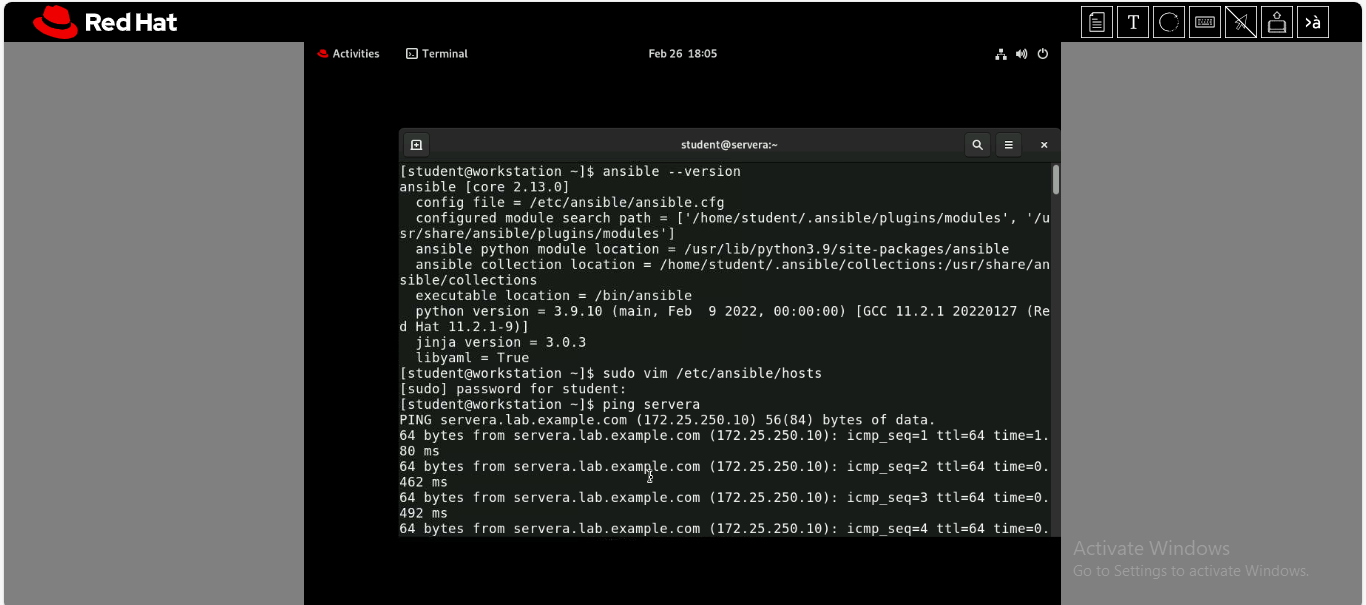 Red Hat
T
>à
Activities
Terminal
Feb 26 18:05
student@servera:~
[student@workstation ~]$ ansible --version
ansible [core 2.13.0]
  config file = /etc/ansible/ansible.cfg
  configured module search path = ['/home/student/.ansible/plugins/modules', '/u
sr/share/ansible/plugins/modules']
  ansible python module location = /usr/lib/python3.9/site-packages/ansible
  ansible collection location = /home/student/.ansible/collections:/usr/share/an
sible/collections
  executable location = /bin/ansible
  python version = 3.9.10 (main, Feb  9 2022, 00:00:00) [GCC 11.2.1 20220127 (Re
d Hat 11.2.1-9)]
  jinja version = 3.0.3
  libyaml = True
[student@workstation ~]$ sudo vim /etc/ansible/hosts
[sudo] password for student:
[student@workstation ~]$ ping servera
PING servera.lab.example.com (172.25.250.10) 56(84) bytes of data.
64 bytes from servera.lab.example.com (172.25.250.10): icmp_seq=1 ttl=64 time=1.
80 ms
64 bytes from servera.lab.example.com (172.25.250.10): icmp_seq=2 ttl=64 time=0.
462 ms
64 bytes from servera.lab.example.com (172.25.250.10): icmp_seq=3 ttl=64 time=0.
492 ms
64 bytes from servera.lab.example.com (172.25.250.10): icmp_seq=4 ttl=64 time=0.
Activate Windows
Go to Settings to activate Windows.